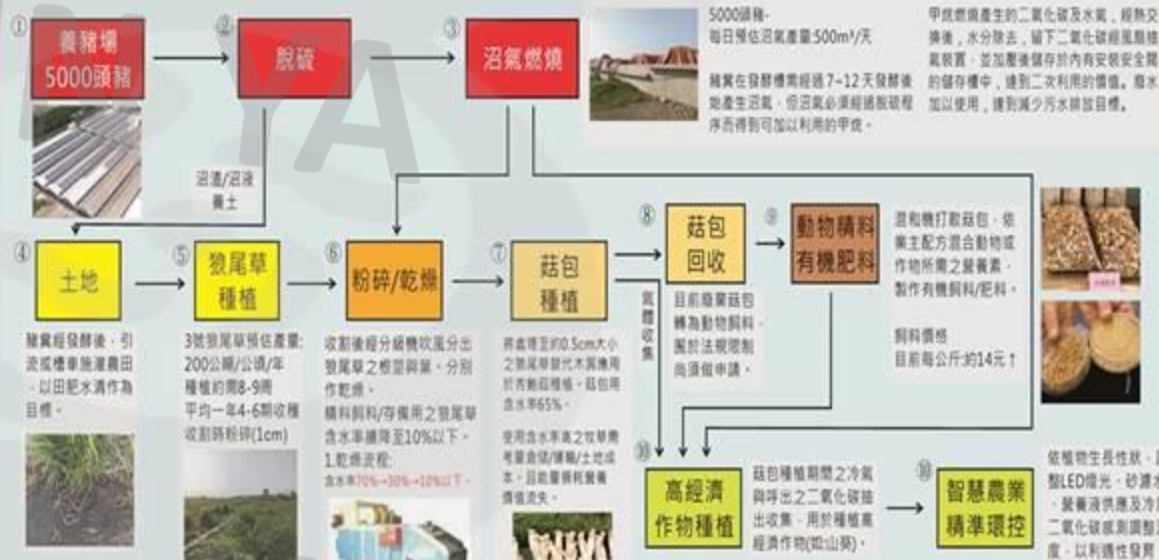 ①
養豬場
5000頭豬
②
脫硫
③
沼氣燃燒
5000頭豬-
每日預估沼氣產量:500m³/天
豬糞在發酵槽需經過7~12天發酵後
始產生沼氣，但沼氣必須經過脫硫程
序而得到可加以利用的甲烷。
甲烷燃燒產生的二氧化碳及水氣，經熱交
換後，水分除去，留下二氧化碳經風扇抽
氣裝置，並加壓後儲存於內有安裝安全閥
的儲存槽中，達到二次利用的價值。廢水
加以使用，達到減少污水排放目標。
沼渣/沼液
養土
④
土地
豬糞經發酵後，引
流或槽車施灌農田
，以田肥水清作為
目標。
⑤
狼尾草
種植
3號狼尾草預估產量:
200公噸/公頃/年
種植約需8-9周
平均一年4-6期收穫
收割時粉碎(1cm)
⑥
粉碎/乾燥
收割後經分級機吹風分出
狼尾草之根莖與葉，分別
作乾燥。
精料飼料/存備用之狼尾草
含水率續降至10%以下。
1.乾燥流程:
含水率70%→30%→10%以下。
⑦
菇包
種植
將處理至約0.5cm大小
之狼尾草替代木屑應用
於杏鮑菇種植，菇包用
含水率65%。
使用含水率高之牧草需
考量倉儲/運輸/土地成
本，且能量損耗營養
價值流失。
⑧
菇包
回收
目前廢棄菇包
轉為動物飼料，
囿於法規限制
尚須做申請。
氣體收集
⑨
動物精料
有機肥料
混和機打散菇包，依
業主配方混合動物或
作物所需之營養素，
製作有機飼料/肥料。
飼料價格
目前每公斤:約14元↑
⑩
高經濟
作物種植
菇包種植期間之冷氣
與呼出之二氧化碳抽
出收集，用於種植高
經濟作物(如:山葵)。
⑩
智慧農業
精準環控
依植物生長性狀，
整LED燈光、砂濾水
、營養液供應及冷
二氧化碳感測調整
度，以利適性發育
YA